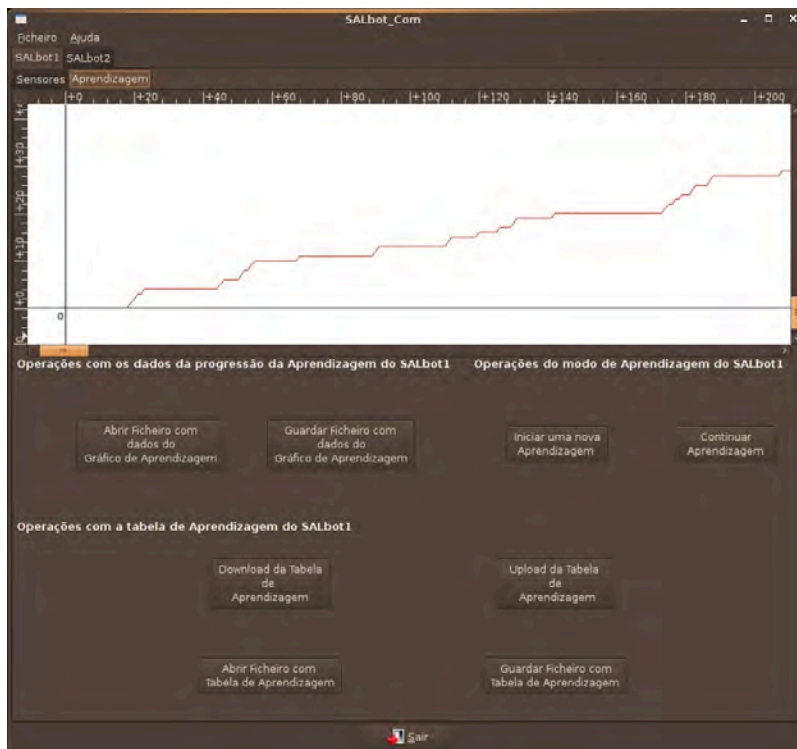 SALbot_Com
Ficheiro Ajuda
SALbot1 SALbot2
Sensores Aprendizagem
+0 +20 +40 +60 +80 +100 +120 +140 +160 +180 +200
+30
+20
+10
+0
0
Operações com os dados da progressão da Aprendizagem do SALbot1
Operações do modo de Aprendizagem do SALbot1
Abrir Ficheiro com
dados do
Gráfico de Aprendizagem
Guardar Ficheiro com
dados do
Gráfico de Aprendizagem
Iniciar uma nova
Aprendizagem
Continuar
Aprendizagem
Operações com a tabela de Aprendizagem do SALbot1
Download da Tabela
de
Aprendizagem
Upload da Tabela
de
Aprendizagem
Abrir Ficheiro com
Tabela de Aprendizagem
Guardar Ficheiro com
Tabela de Aprendizagem
Sair